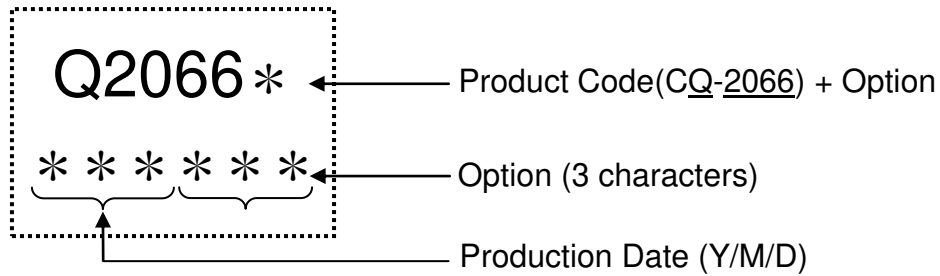 Q2066*
Product Code(CQ-2066) + Option
* * * * * *
Option (3 characters)
Production Date (Y/M/D)